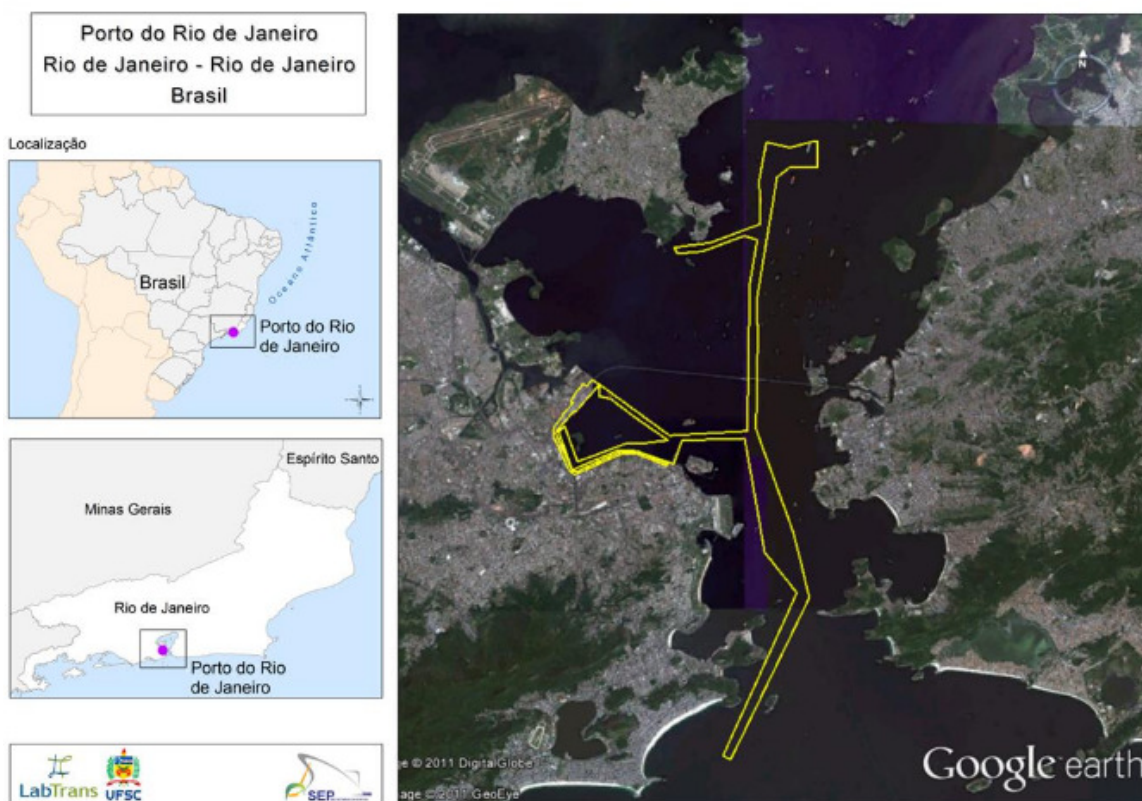 Porto do Rio de Janeiro
Rio de Janeiro - Rio de Janeiro
Brasil
Localização
Brasil
Oceano Atlântico
Porto do Rio
de Janeiro
Espírito Santo
Minas Gerais
Rio de Janeiro
Porto do Rio
de Janeiro
LabTrans
UFSC
SEP
N
ge © 2011 DigitalGlobe
age © 2011 GeoEye
Google earth